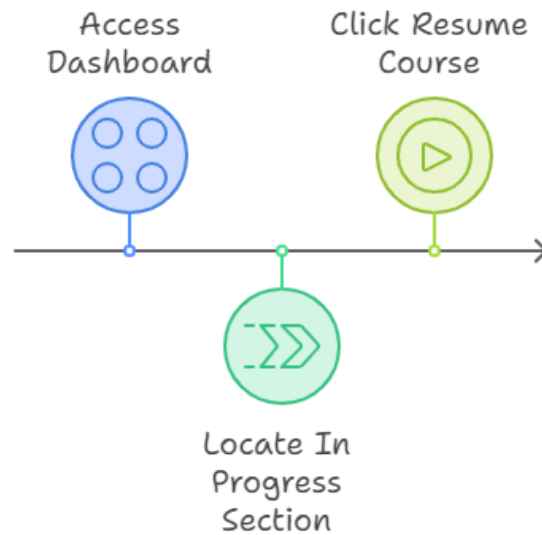 Access
Dashboard
Locate In
Progress
Section
Click Resume
Course